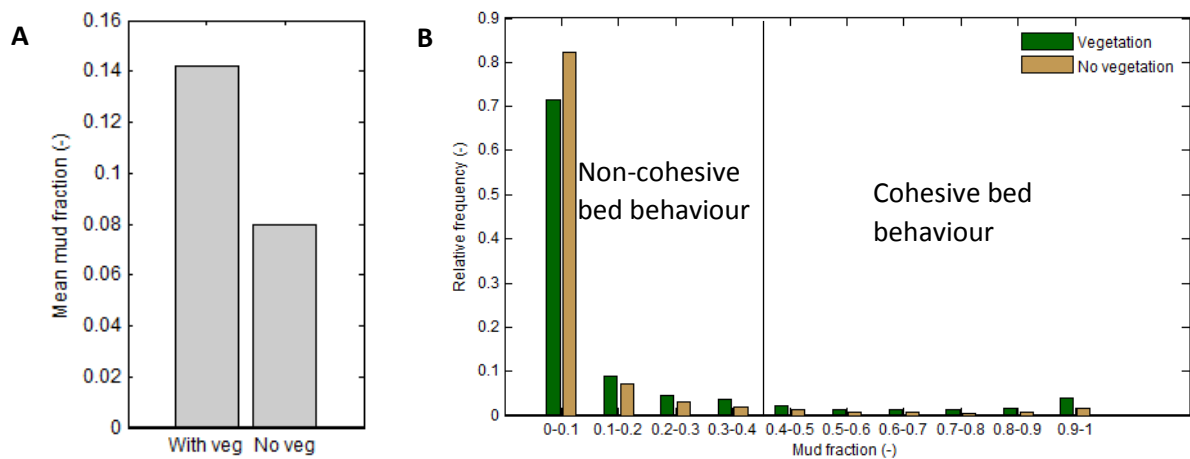 A
0.16
0.14
0.12
0.1
0.08
0.06
0.04
0.02
0
Mean mud fraction (-)
With veg No veg
B
0.9
0.8
0.7
0.6
0.5
0.4
0.3
0.2
0.1
0
Relative frequency (-)
Vegetation
No vegetation
Non-cohesive
bed behaviour
Cohesive bed
behaviour
0-0.1 0.1-0.2 0.2-0.3 0.3-0.4 0.4-0.5 0.5-0.6 0.6-0.7 0.7-0.8 0.8-0.9 0.9-1
Mud fraction (-)